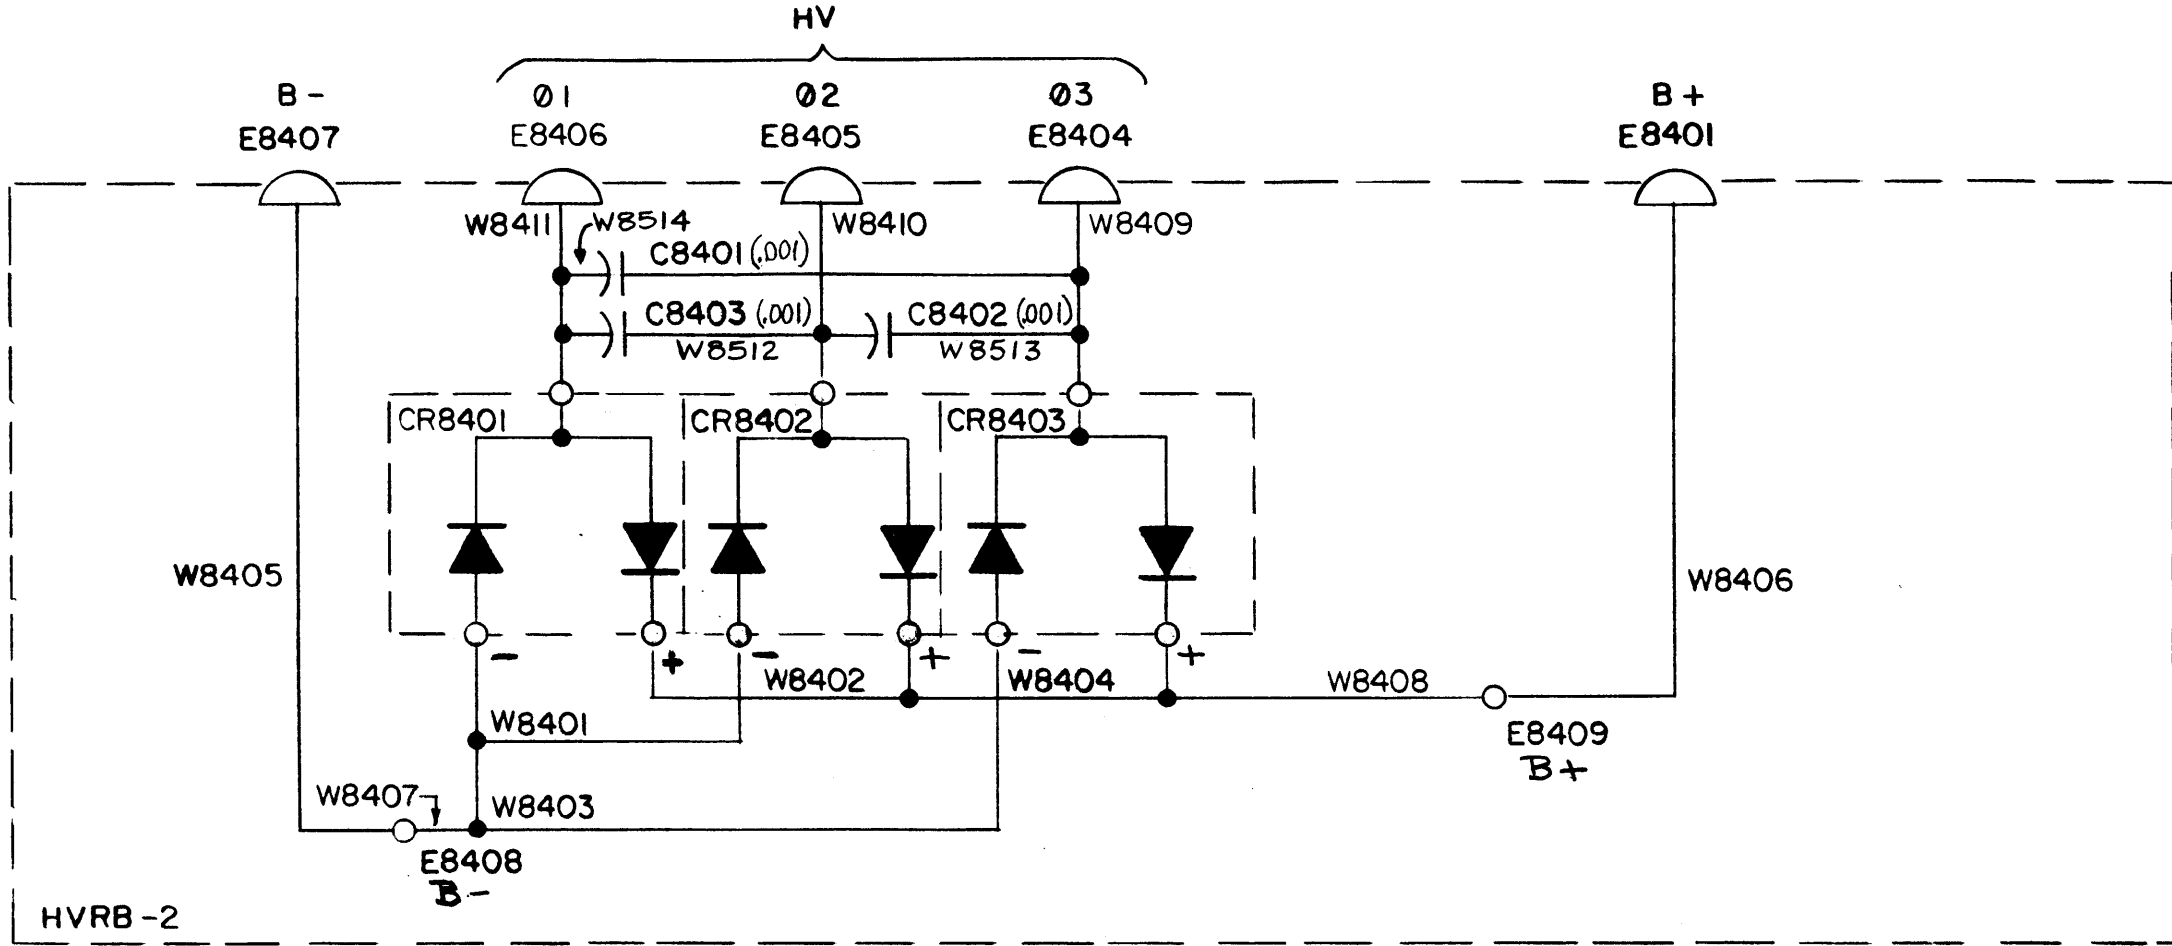 HV
B- Ø1 Ø2 Ø3 B+
E8407 E8406 E8405 E8404 E8401
W8411 W8514 W8410 W8409
C8401 (.001)
C8403 (.001) C8402 (.001)
W8512 W8513
CR8401 CR8402 CR8403
W8405 W8406
- + - + - +
W8402 W8404 W8408
W8401 E8409
B+
W8407 W8403
E8408
B-
HVRB-2